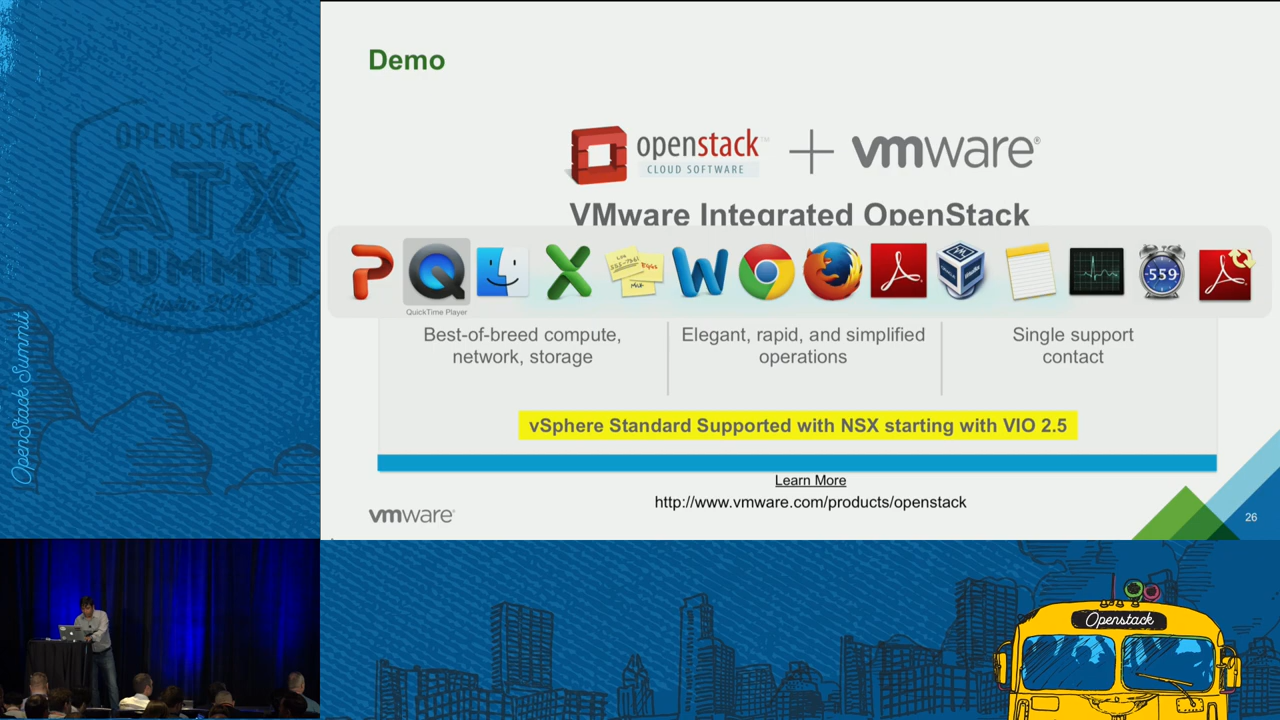 Demo
openstack™
CLOUD SOFTWARE
vmware®
VMware Integrated OpenStack
QuickTime Player
559
Best-of-breed compute,
network, storage
Elegant, rapid, and simplified
operations
Single support
contact
vSphere Standard Supported with NSX starting with VIO 2.5
Learn More
http://www.vmware.com/products/openstack
vmware®
26
OPENSTACK
ATX
SUMMIT
OpenStack Summit
Openstack